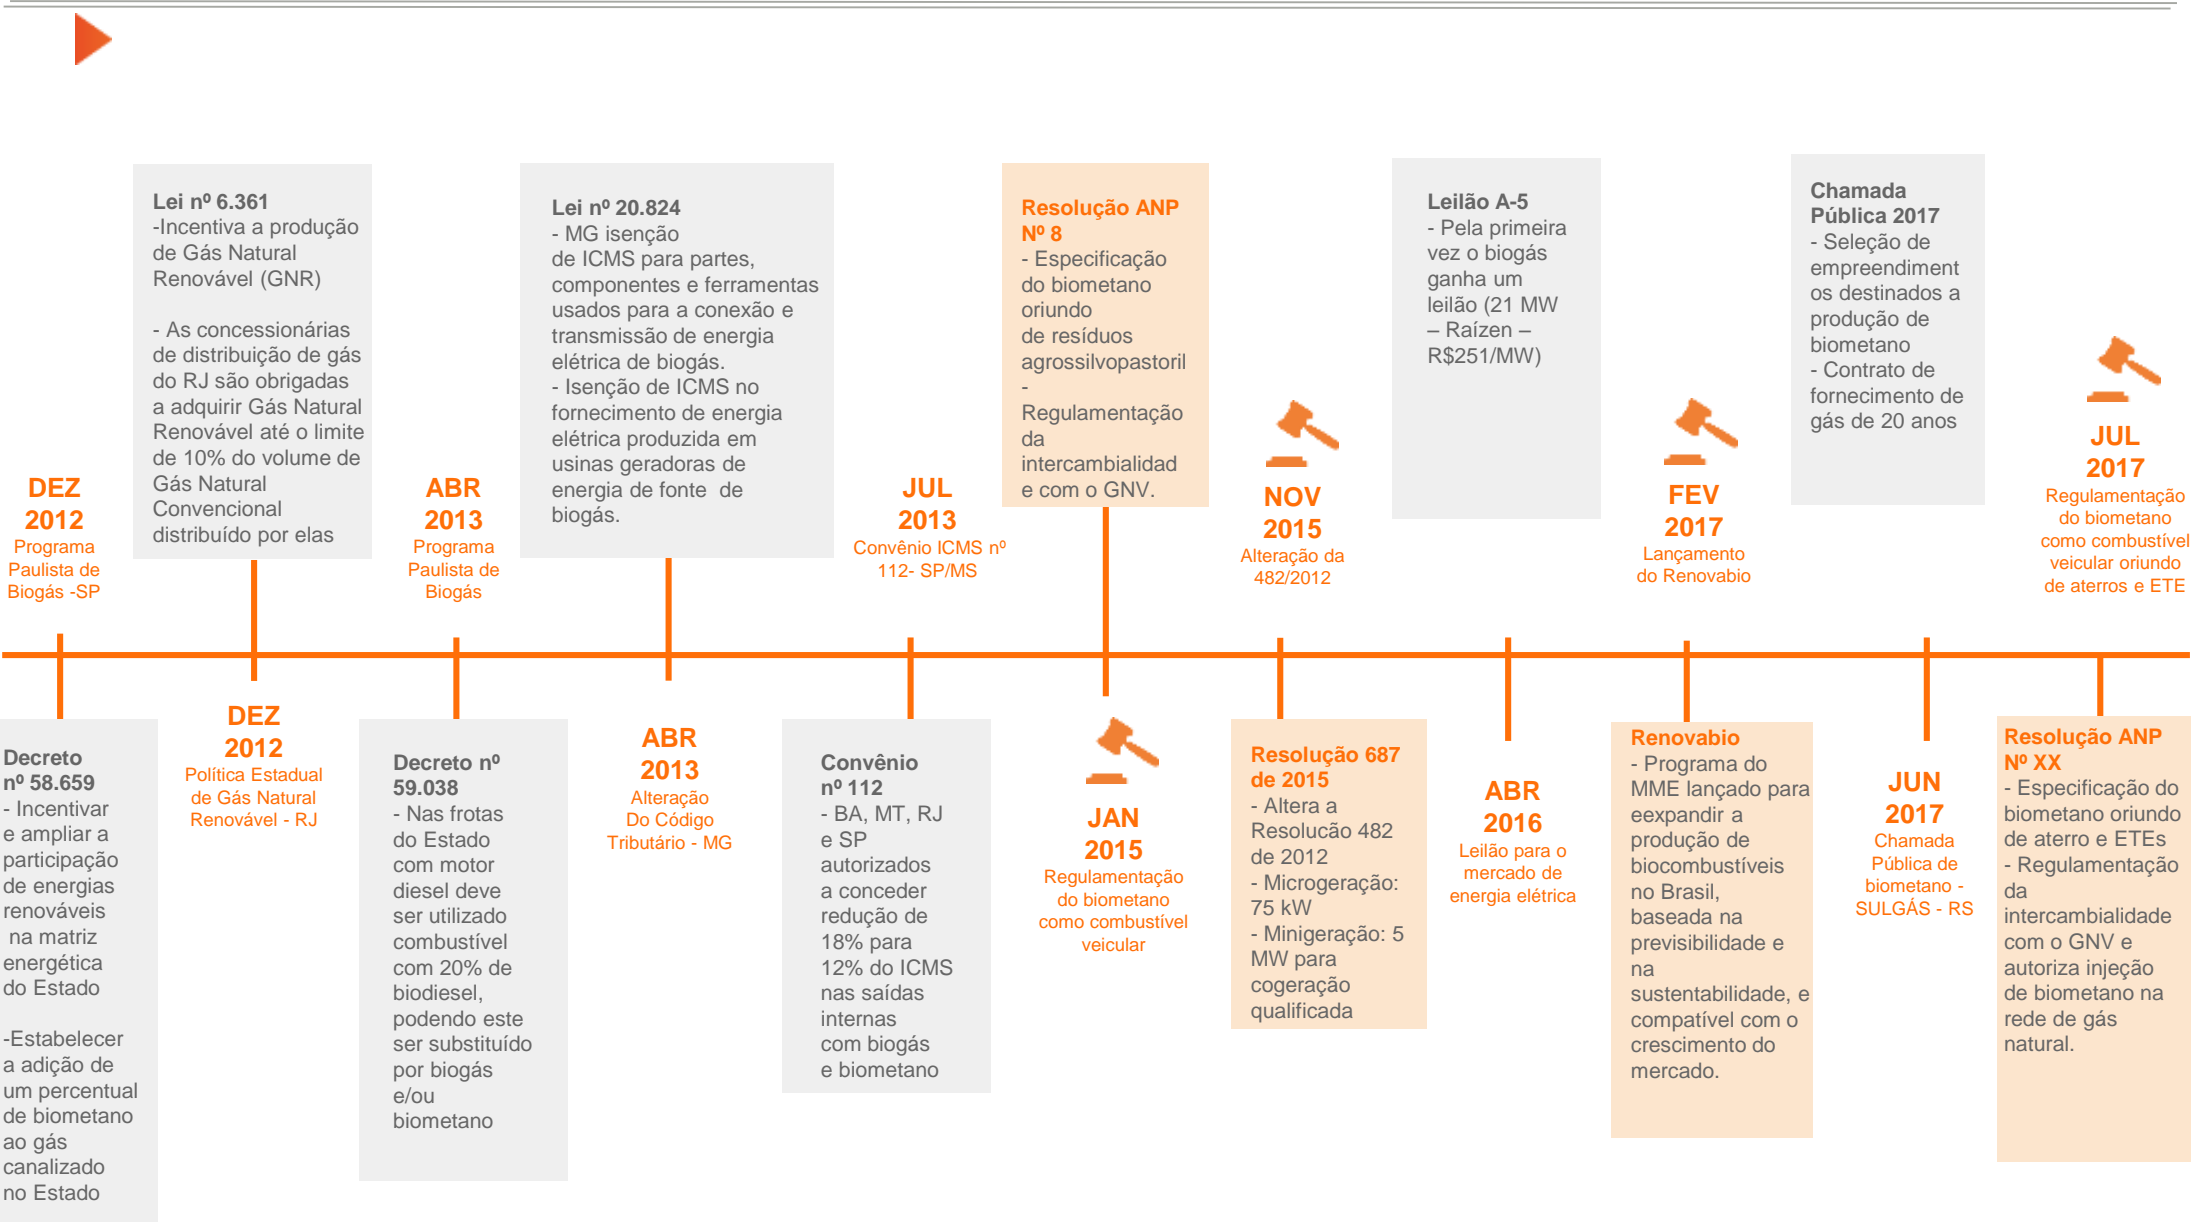 DEZ
2012
Programa
Paulista de
Biogás -SP
Decreto
nº 58.659
- Incentivar
e ampliar a
participação
de energias
renováveis
na matriz
energética
do Estado
-Estabelecer
a adição de
um percentual
de biometano
ao gás
canalizado
no Estado
Lei nº 6.361
-Incentiva a produção
de Gás Natural
Renovável (GNR)
- As concessionárias
de distribuição de gás
do RJ são obrigadas
a adquirir Gás Natural
Renovável até o limite
de 10% do volume de
Gás Natural
Convencional
distribuído por elas
DEZ
2012
Política Estadual
de Gás Natural
Renovável - RJ
ABR
2013
Programa
Paulista de
Biogás
Decreto nº
59.038
- Nas frotas
do Estado
com motor
diesel deve
ser utilizado
combustível
com 20% de
biodiesel,
podendo este
ser substituído
por biogás
e/ou
biometano
Lei nº 20.824
- MG isenção
de ICMS para partes,
componentes e ferramentas
usados para a conexão e
transmissão de energia
elétrica de biogás.
- Isenção de ICMS no
fornecimento de energia
elétrica produzida em
usinas geradoras de
energia de fonte de
biogás.
ABR
2013
Alteração
Do Código
Tributário - MG
JUL
2013
Convênio ICMS nº
112- SP/MS
Convênio
nº 112
- BA, MT, RJ
e SP
autorizados
a conceder
redução de
18% para
12% do ICMS
nas saídas
internas
com biogás
e biometano
Resolução ANP
Nº 8
- Especificação
do biometano
oriundo
de resíduos
agrossilvopastoril
-
Regulamentação
da
intercambialidad
e com o GNV.
JAN
2015
Regulamentação
do biometano
como combustível
veicular
NOV
2015
Alteração da
482/2012
Resolução 687
de 2015
- Altera a
Resolucão 482
de 2012
- Microgeração:
75 kW
- Minigeração: 5
MW para
cogeração
qualificada
Leilão A-5
- Pela primeira
vez o biogás
ganha um
leilão (21 MW
– Raízen –
R$251/MW)
ABR
2016
Leilão para o
mercado de
energia elétrica
FEV
2017
Lançamento
do Renovabio
Renovabio
- Programa do
MME lançado para
eexpandir a
produção de
biocombustíveis
no Brasil,
baseada na
previsibilidade e
na
sustentabilidade, e
compatível com o
crescimento do
mercado.
Chamada
Pública 2017
- Seleção de
empreendiment
os destinados a
produção de
biometano
- Contrato de
fornecimento de
gás de 20 anos
JUN
2017
Chamada
Pública de
biometano -
SULGÁS - RS
JUL
2017
Regulamentação
do biometano
como combustível
veicular oriundo
de aterros e ETE
Resolução ANP
Nº XX
- Especificação do
biometano oriundo
de aterro e ETEs
- Regulamentação
da
intercambialidade
com o GNV e
autoriza injeção
de biometano na
rede de gás
natural.